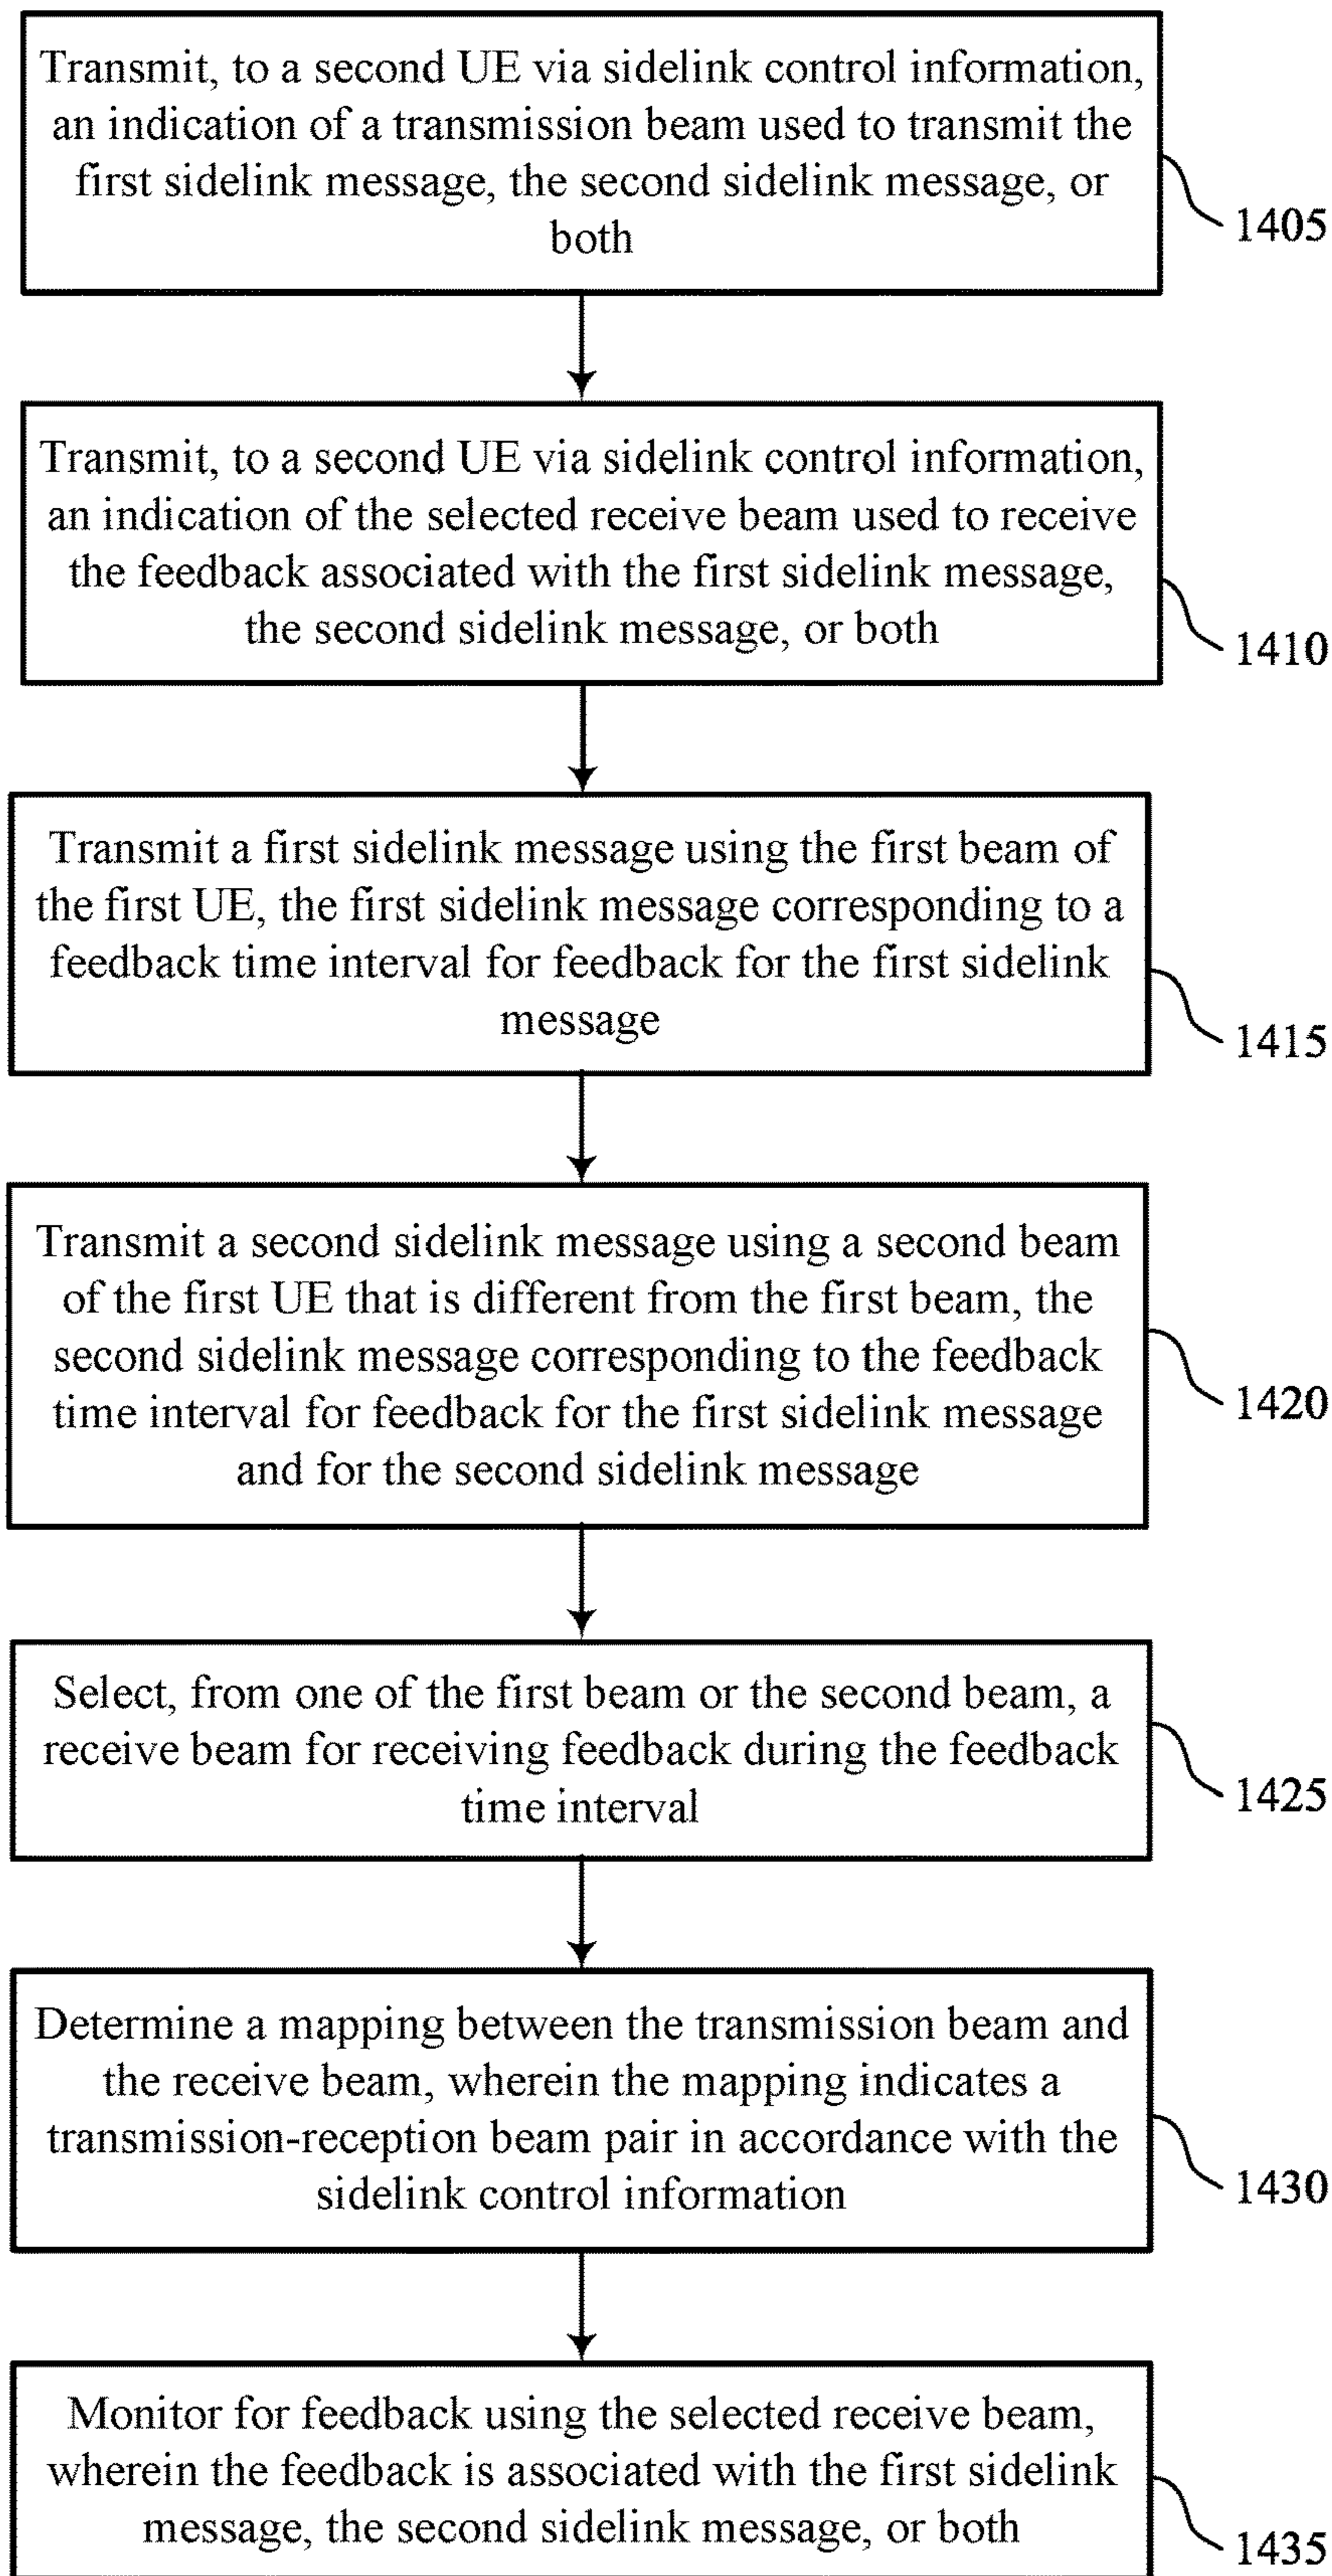 Transmit, to a second UE via sidelink control information,
an indication of a transmission beam used to transmit the
first sidelink message, the second sidelink message, or
both
1405
Transmit, to a second UE via sidelink control information,
an indication of the selected receive beam used to receive
the feedback associated with the first sidelink message,
the second sidelink message, or both
1410
Transmit a first sidelink message using the first beam of
the first UE, the first sidelink message corresponding to a
feedback time interval for feedback for the first sidelink
message
1415
Transmit a second sidelink message using a second beam
of the first UE that is different from the first beam, the
second sidelink message corresponding to the feedback
time interval for feedback for the first sidelink message
and for the second sidelink message
1420
Select, from one of the first beam or the second beam, a
receive beam for receiving feedback during the feedback
time interval
1425
Determine a mapping between the transmission beam and
the receive beam, wherein the mapping indicates a
transmission-reception beam pair in accordance with the
sidelink control information
1430
Monitor for feedback using the selected receive beam,
wherein the feedback is associated with the first sidelink
message, the second sidelink message, or both
1435